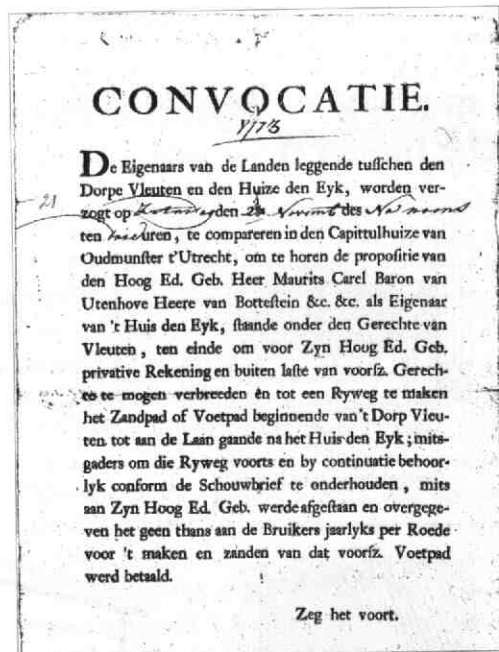 CONVOCATIE.
1773
De Eigenaars van de Landen leggende tusschen den
Dorpe Vleuten en den Huize den Eyk, worden ver-
21 zogt op den Novemb des
ten uren, te compareren in den Capittulhuize van
Oudmunster t'Utrecht, om te horen de propositie van
den Hoog Ed. Geb. Heer Maurits Carel Baron van
Utenhove Heere van Bottestein &c. &c. als Eigenaar
van 't Huis den Eyk, staande onder den Gerechte van
Vleuten, ten einde om voor Zyn Hoog Ed. Geb.
privative Rekening en buiten laste van voorsz. Gerech-
te te mogen verbreeden èn tot een Ryweg te maken
het Zandpad of Voetpad beginnende van 't Dorp Vleu-
ten tot aan de Laan gaande na het Huis den Eyk; mits-
gaders om die Ryweg voorts en by continuatie behoor-
lyk conform de Schouwbrief te onderhouden, mits
aan Zyn Hoog Ed. Geb. werde afgestaan en overgege-
ven het geen thans aan de Bruikers jaarlyks per Roede
voor 't maken en zanden van dat voorsz. Voetpad
werd betaald.
Zeg het voort.